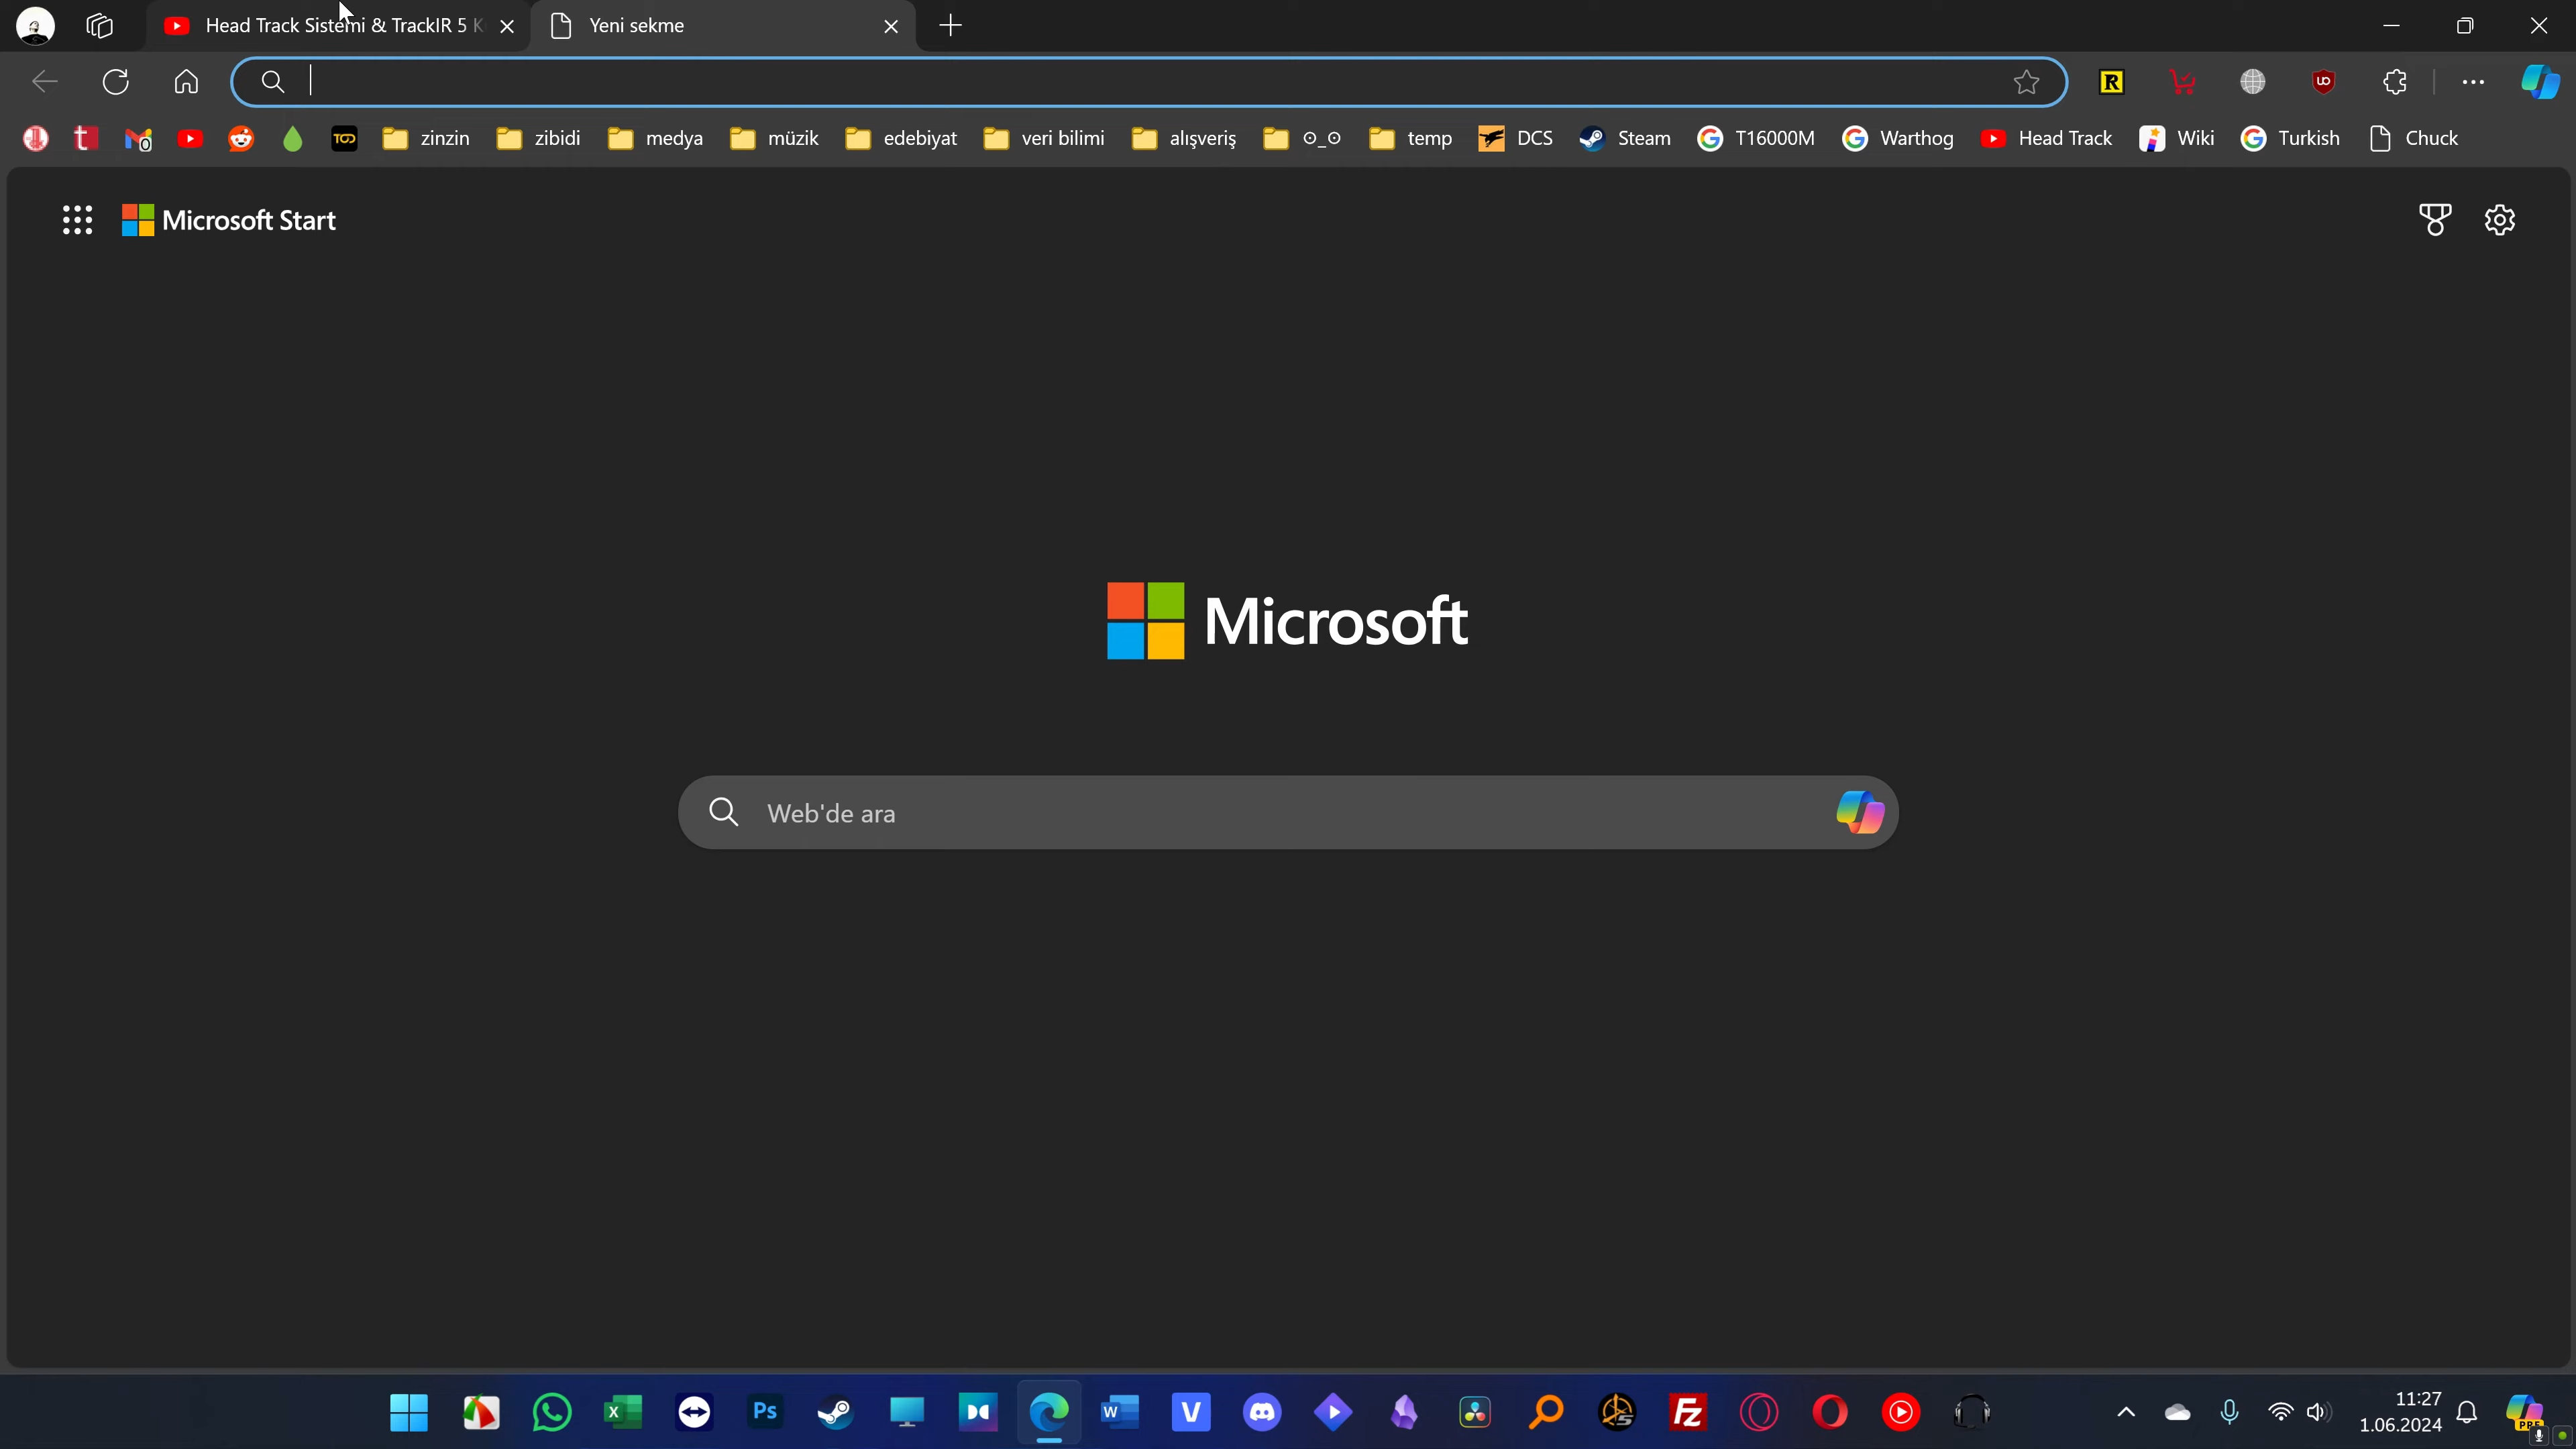 Head Track Sistemi & TrackIR 5 K
Yeni sekme
zinzin
zibidi
medya
müzik
edebiyat
veri bilimi
alışveriş
⊙_⊙
temp
DCS
Steam
T16000M
Warthog
Head Track
Wiki
Turkish
Chuck
Microsoft Start
Microsoft
Web'de ara
11:27
1.06.2024